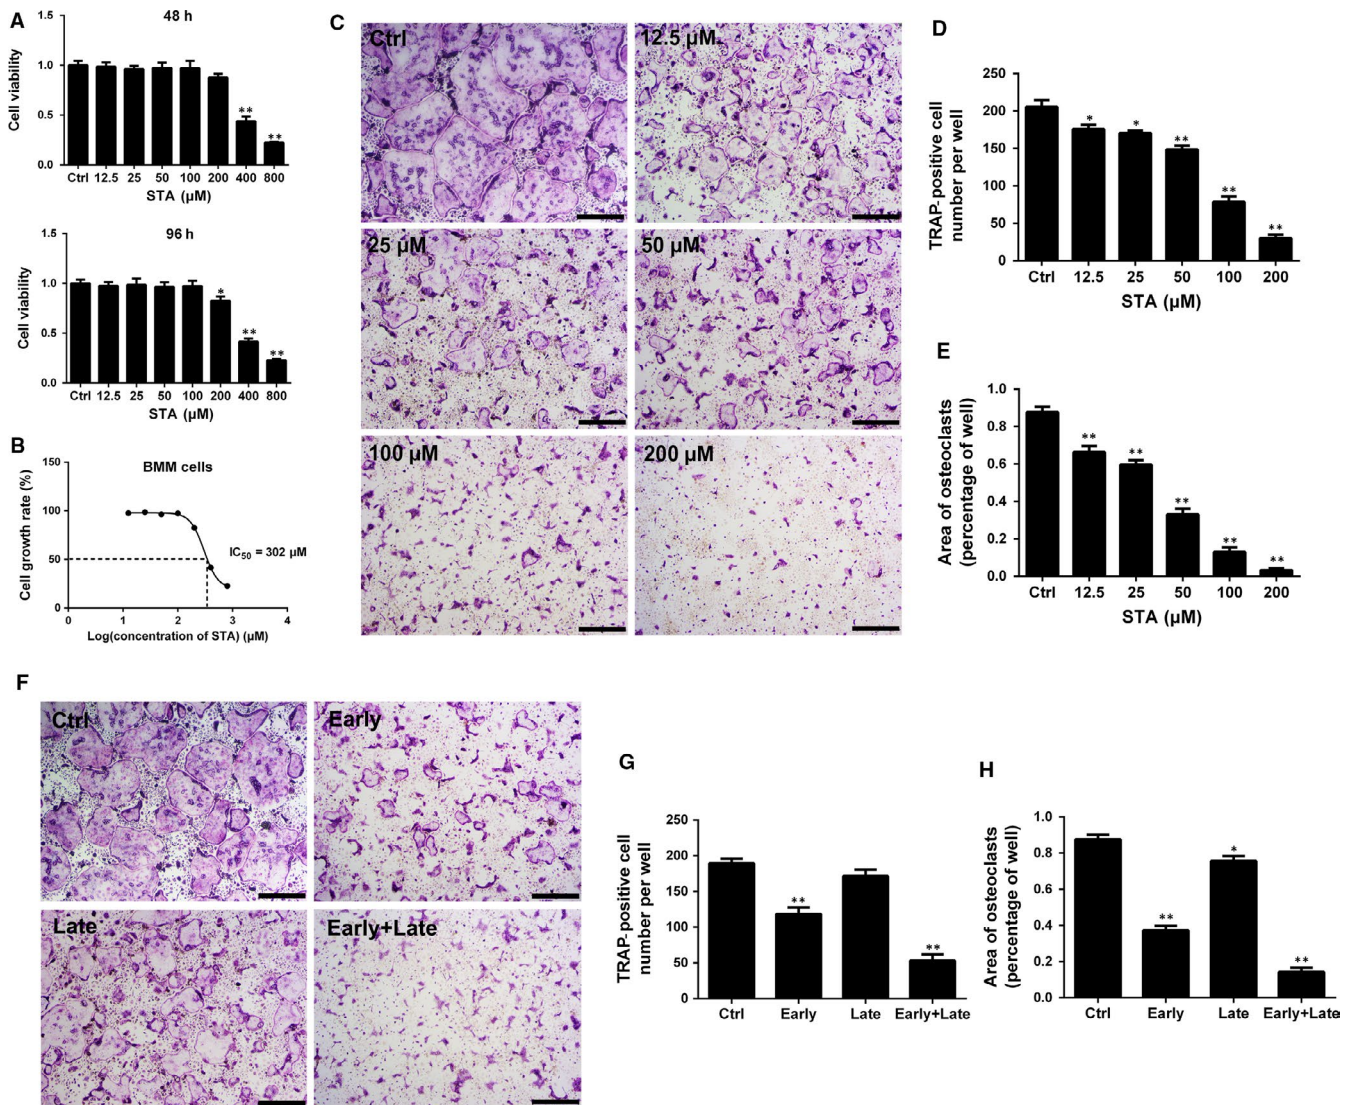 A
48 h
Cell viability
1.5
1.0
0.5
0.0
** **
Ctrl 12.5 25 50 100 200 400 800
STA (µM)
96 h
Cell viability
1.5
1.0
0.5
0.0
* ** **
Ctrl 12.5 25 50 100 200 400 800
STA (µM)
B
BMM cells
Cell growth rate (%)
150
100
50
0
IC50 = 302 µM
0 1 2 3 4
Log(concentration of STA) (µM)
C
Ctrl
12.5 µM
25 µM
50 µM
100 µM
200 µM
D
TRAP-positive cell
number per well
250
200
150
100
50
0
* * ** ** **
Ctrl 12.5 25 50 100 200
STA (µM)
E
Area of osteoclasts
(percentage of well)
1.0
0.8
0.6
0.4
0.2
0.0
** ** ** ** **
Ctrl 12.5 25 50 100 200
STA (µM)
F
Ctrl
Early
Late
Early+Late
G
TRAP-positive cell
number per well
250
200
150
100
50
0
** **
Ctrl Early Late Early+Late
H
Area of osteoclasts
(percentage of well)
1.0
0.8
0.6
0.4
0.2
0.0
** * **
Ctrl Early Late Early+Late